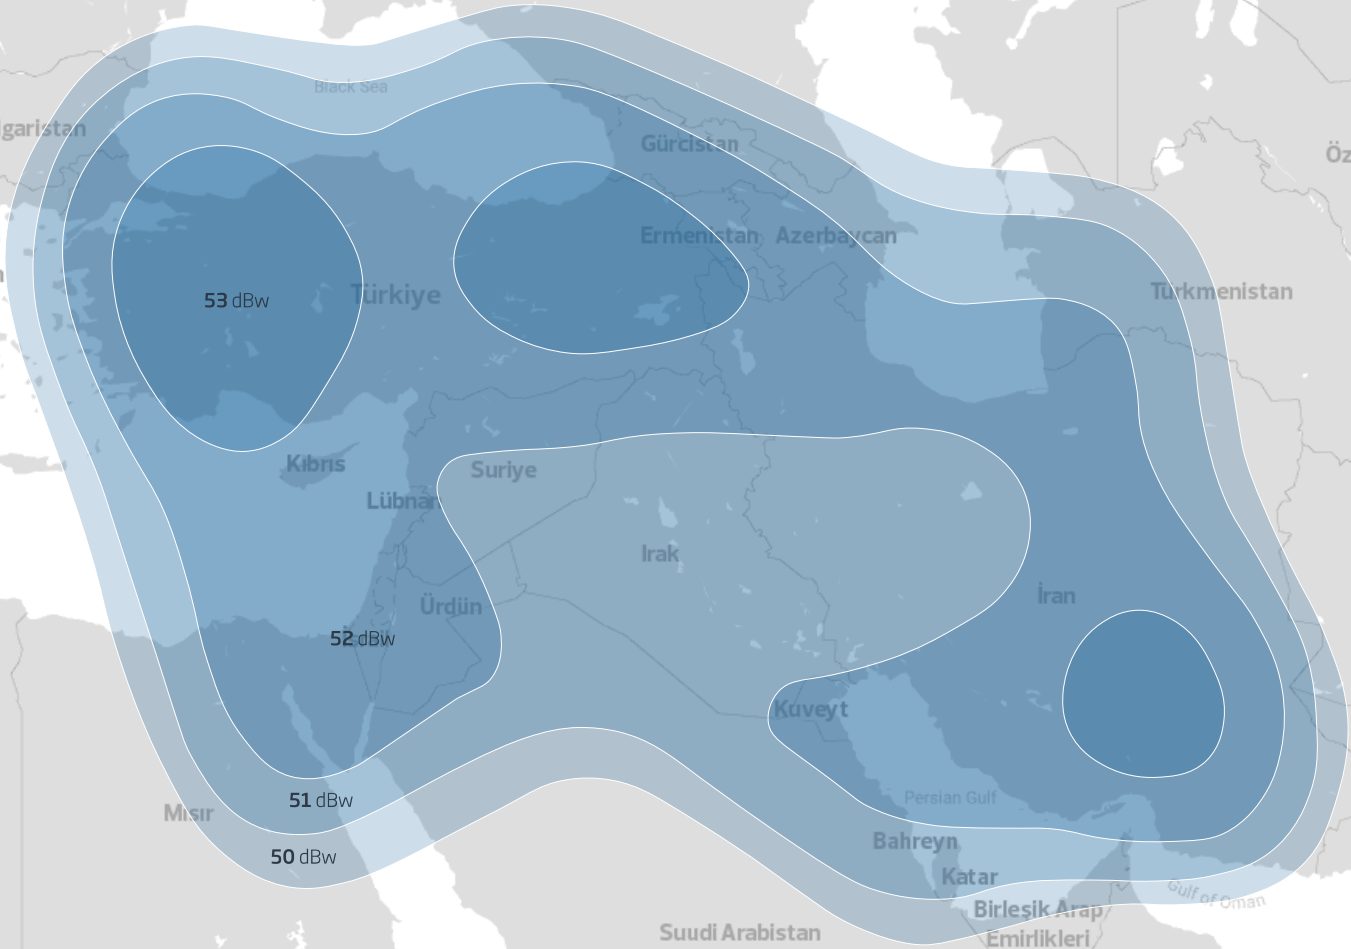 Black Sea
lgaristan
Gürcistan
Öz
Ermenistan
Azerbaycan
Türkiye
53 dBw
Türkmenistan
Kıbrıs
Suriye
Lübnan
Irak
İran
Ürdün
52 dBw
Kuveyt
51 dBw
Persian Gulf
Mısır
Bahreyn
50 dBw
Katar
Gulf of Oman
Birleşik Arap
Emirlikleri
Suudi Arabistan